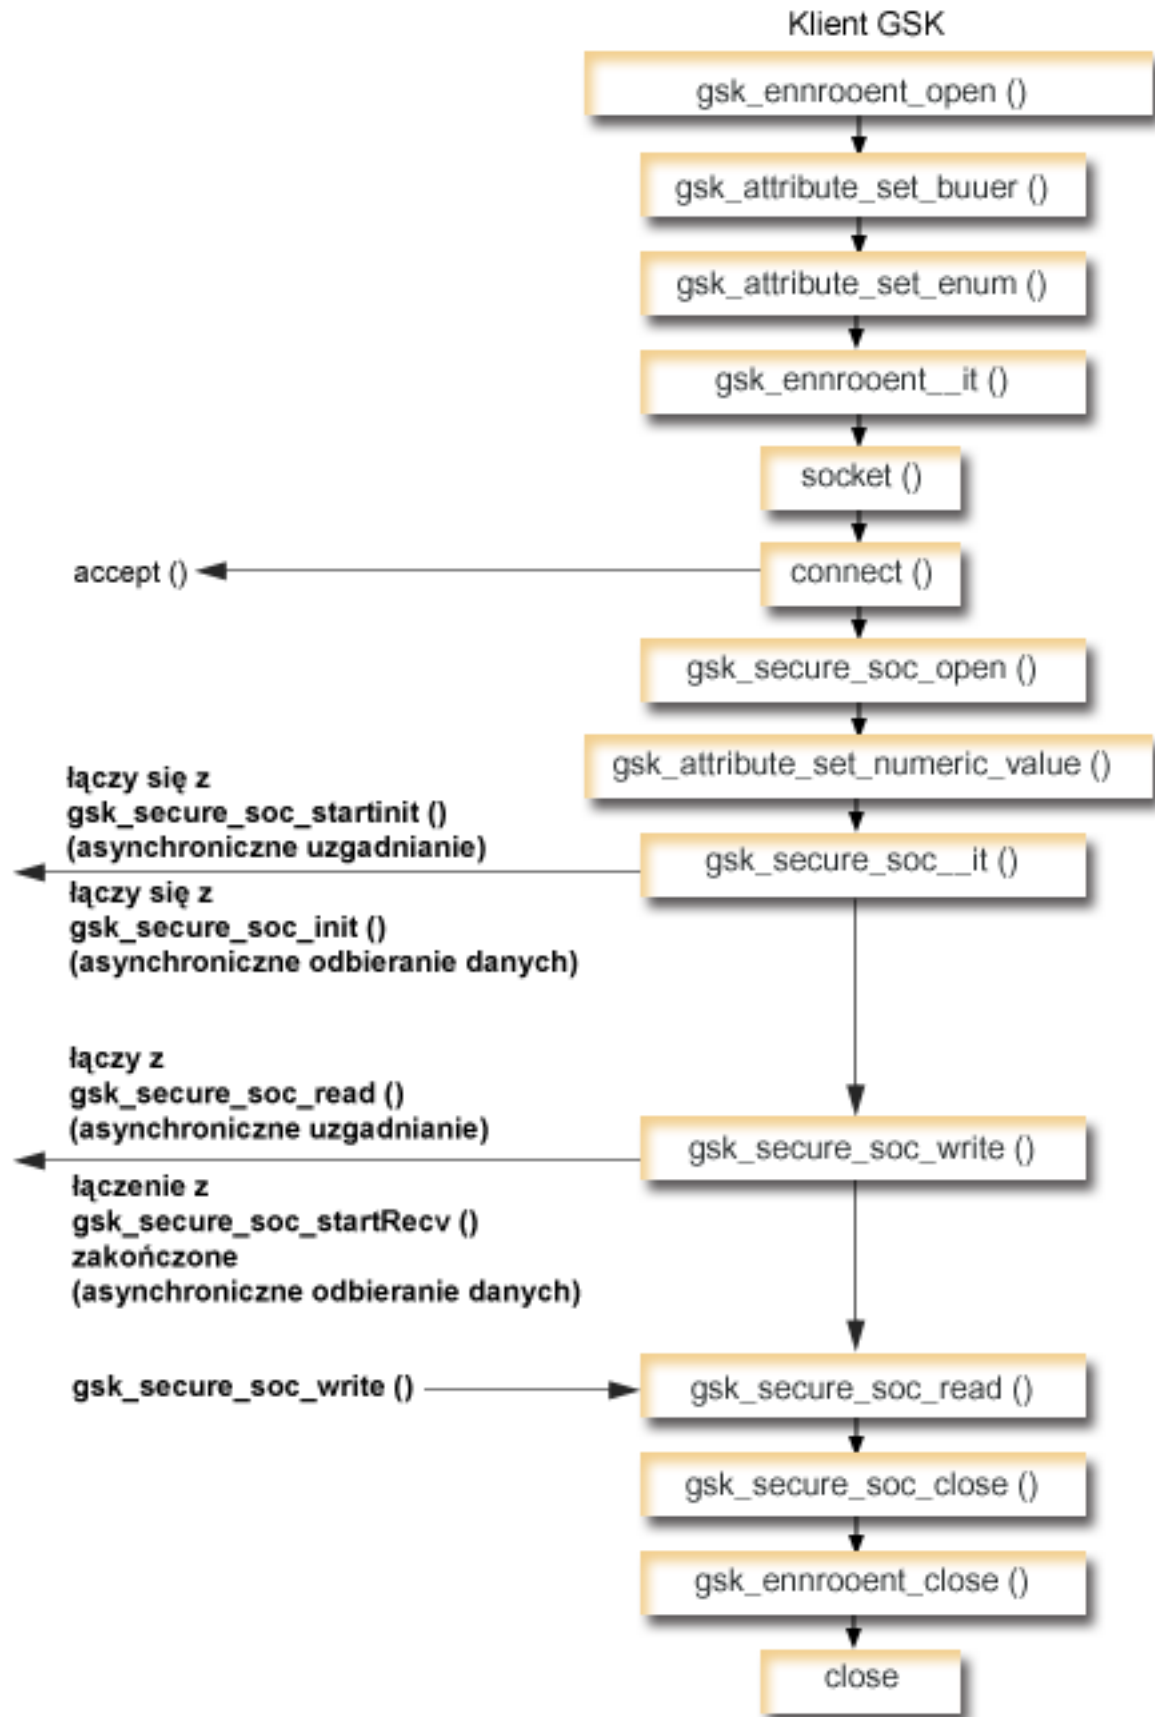 Klient GSK
gsk_ennrooent_open ()
gsk_attribute_set_buuer ()
gsk_attribute_set_enum ()
gsk_ennrooent__it ()
socket ()
accept ()
connect ()
gsk_secure_soc_open ()
gsk_attribute_set_numeric_value ()
łączy się z
gsk_secure_soc_startinit ()
(asynchroniczne uzgadnianie)
gsk_secure_soc__it ()
łączy się z
gsk_secure_soc_init ()
(asynchroniczne odbieranie danych)
łączy z
gsk_secure_soc_read ()
(asynchroniczne uzgadnianie)
gsk_secure_soc_write ()
łączenie z
gsk_secure_soc_startRecv ()
zakończone
(asynchroniczne odbieranie danych)
gsk_secure_soc_write ()
gsk_secure_soc_read ()
gsk_secure_soc_close ()
gsk_ennrooent_close ()
close